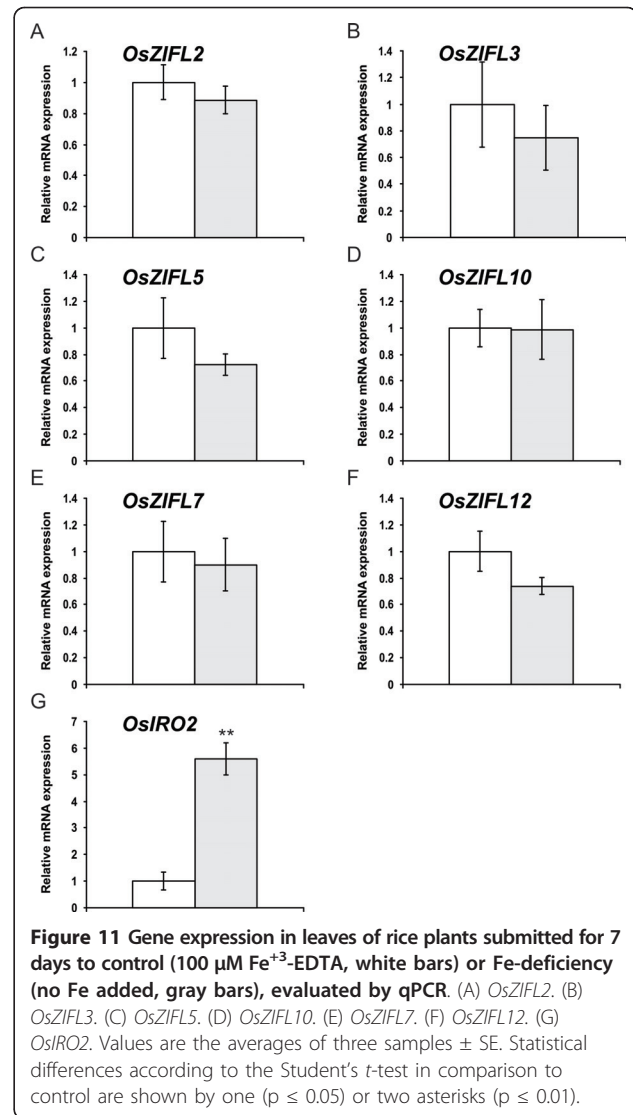 A
OsZIFL2
Relative mRNA expression
1.2
1
0.8
0.6
0.4
0.2
0
B
OsZIFL3
Relative mRNA expression
1.4
1.2
1
0.8
0.6
0.4
0.2
0
C
OsZIFL5
Relative mRNA expression
1.4
1.2
1
0.8
0.6
0.4
0.2
0
D
OsZIFL10
Relative mRNA expression
1.4
1.2
1
0.8
0.6
0.4
0.2
0
E
OsZIFL7
Relative mRNA expression
1.4
1.2
1
0.8
0.6
0.4
0.2
0
F
OsZIFL12
Relative mRNA expression
1.4
1.2
1
0.8
0.6
0.4
0.2
0
G
OsIRO2
Relative mRNA expression
7
6
5
4
3
2
1
0
**
Figure 11 Gene expression in leaves of rice plants submitted for 7
days to control (100 μM Fe⁺³-EDTA, white bars) or Fe-deficiency
(no Fe added, gray bars), evaluated by qPCR. (A) OsZIFL2. (B)
OsZIFL3. (C) OsZIFL5. (D) OsZIFL10. (E) OsZIFL7. (F) OsZIFL12. (G)
OsIRO2. Values are the averages of three samples ± SE. Statistical
differences according to the Student's t-test in comparison to
control are shown by one (p ≤ 0.05) or two asterisks (p ≤ 0.01).